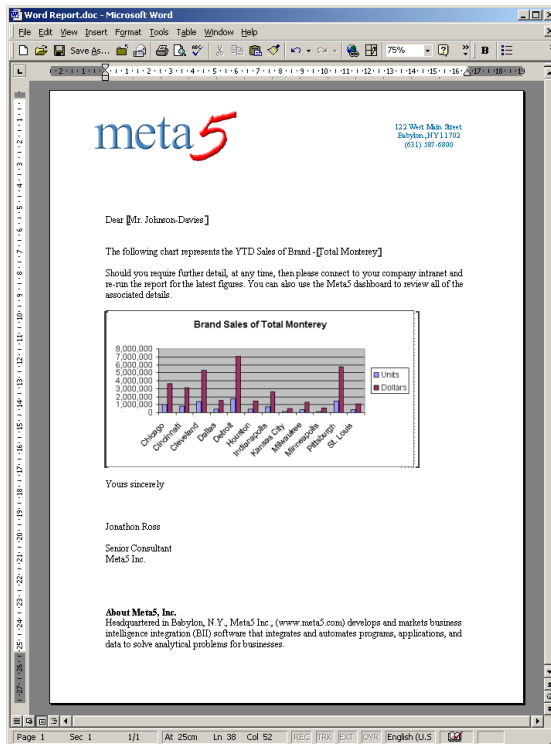 Word Report.doc - Microsoft Word
File Edit View Insert Format Tools Table Window Help
Save As... 75% B
meta5
122 West Main Street
Babylon ,NY 11702
(631) 587-6800
Dear [Mr. Johnson-Davies]
The following chart represents the YTD Sales of Brand - [Total Monterey]
Should you require further detail, at any time, then please connect to your company intranet and
re-run the report for the latest figures. You can also use the Meta5 dashboard to review all of the
associated details.
Brand Sales of Total Monterey
8,000,000
7,000,000
6,000,000
5,000,000
4,000,000
3,000,000
2,000,000
1,000,000
0
Units
Dollars
Chicago
Cincinnati
Cleveland
Dallas
Detroit
Houston
Indianapolis
Kansas City
Milwaukee
Minneapolis
Pittsburgh
St. Louis
Yours sincerely
Jonathon Ross
Senior Consultant
Meta5 Inc.
About Meta5, Inc.
Headquartered in Babylon, N.Y., Meta5 Inc., (www.meta5.com) develops and markets business
intelligence integration (BII) software that integrates and automates programs, applications, and
data to solve analytical problems for businesses.
Page 1 Sec 1 1/1 At 25cm Ln 38 Col 52 REC TRK EXT OVR English (U.S